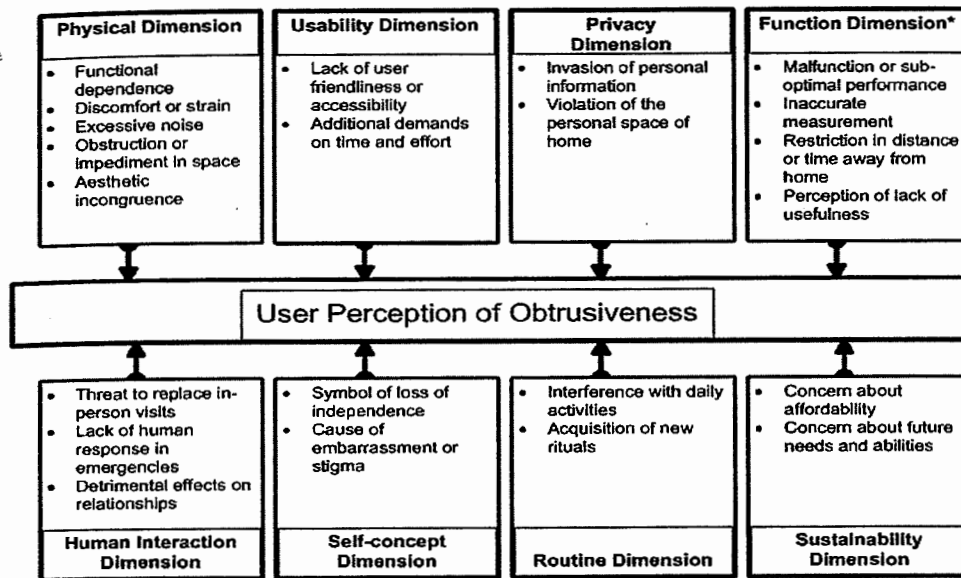 Physical Dimension
• Functional
dependence
• Discomfort or strain
• Excessive noise
• Obstruction or
impediment in space
• Aesthetic
incongruence
Usability Dimension
• Lack of user
friendliness or
accessibility
• Additional demands
on time and effort
Privacy
Dimension
• Invasion of personal
information
• Violation of the
personal space of
home
Function Dimension*
• Malfunction or sub-
optimal performance
• Inaccurate
measurement
• Restriction in distance
or time away from
home
• Perception of lack of
usefulness
User Perception of Obtrusiveness
• Threat to replace in-
person visits
• Lack of human
response in
emergencies
• Detrimental effects on
relationships
Human Interaction
Dimension
• Symbol of loss of
independence
• Cause of
embarrassment or
stigma
Self-concept
Dimension
• Interference with daily
activities
• Acquisition of new
rituals
Routine Dimension
• Concern about
affordability
• Concern about future
needs and abilities
Sustainability
Dimension